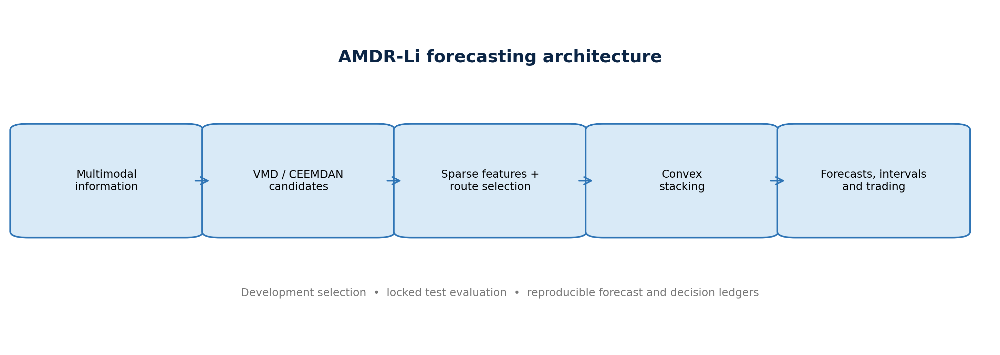 AMDR-Li forecasting architecture
Multimodal
information
VMD / CEEMDAN
candidates
Sparse features +
route selection
Convex
stacking
Forecasts, intervals
and trading
Development selection • locked test evaluation • reproducible forecast and decision ledgers